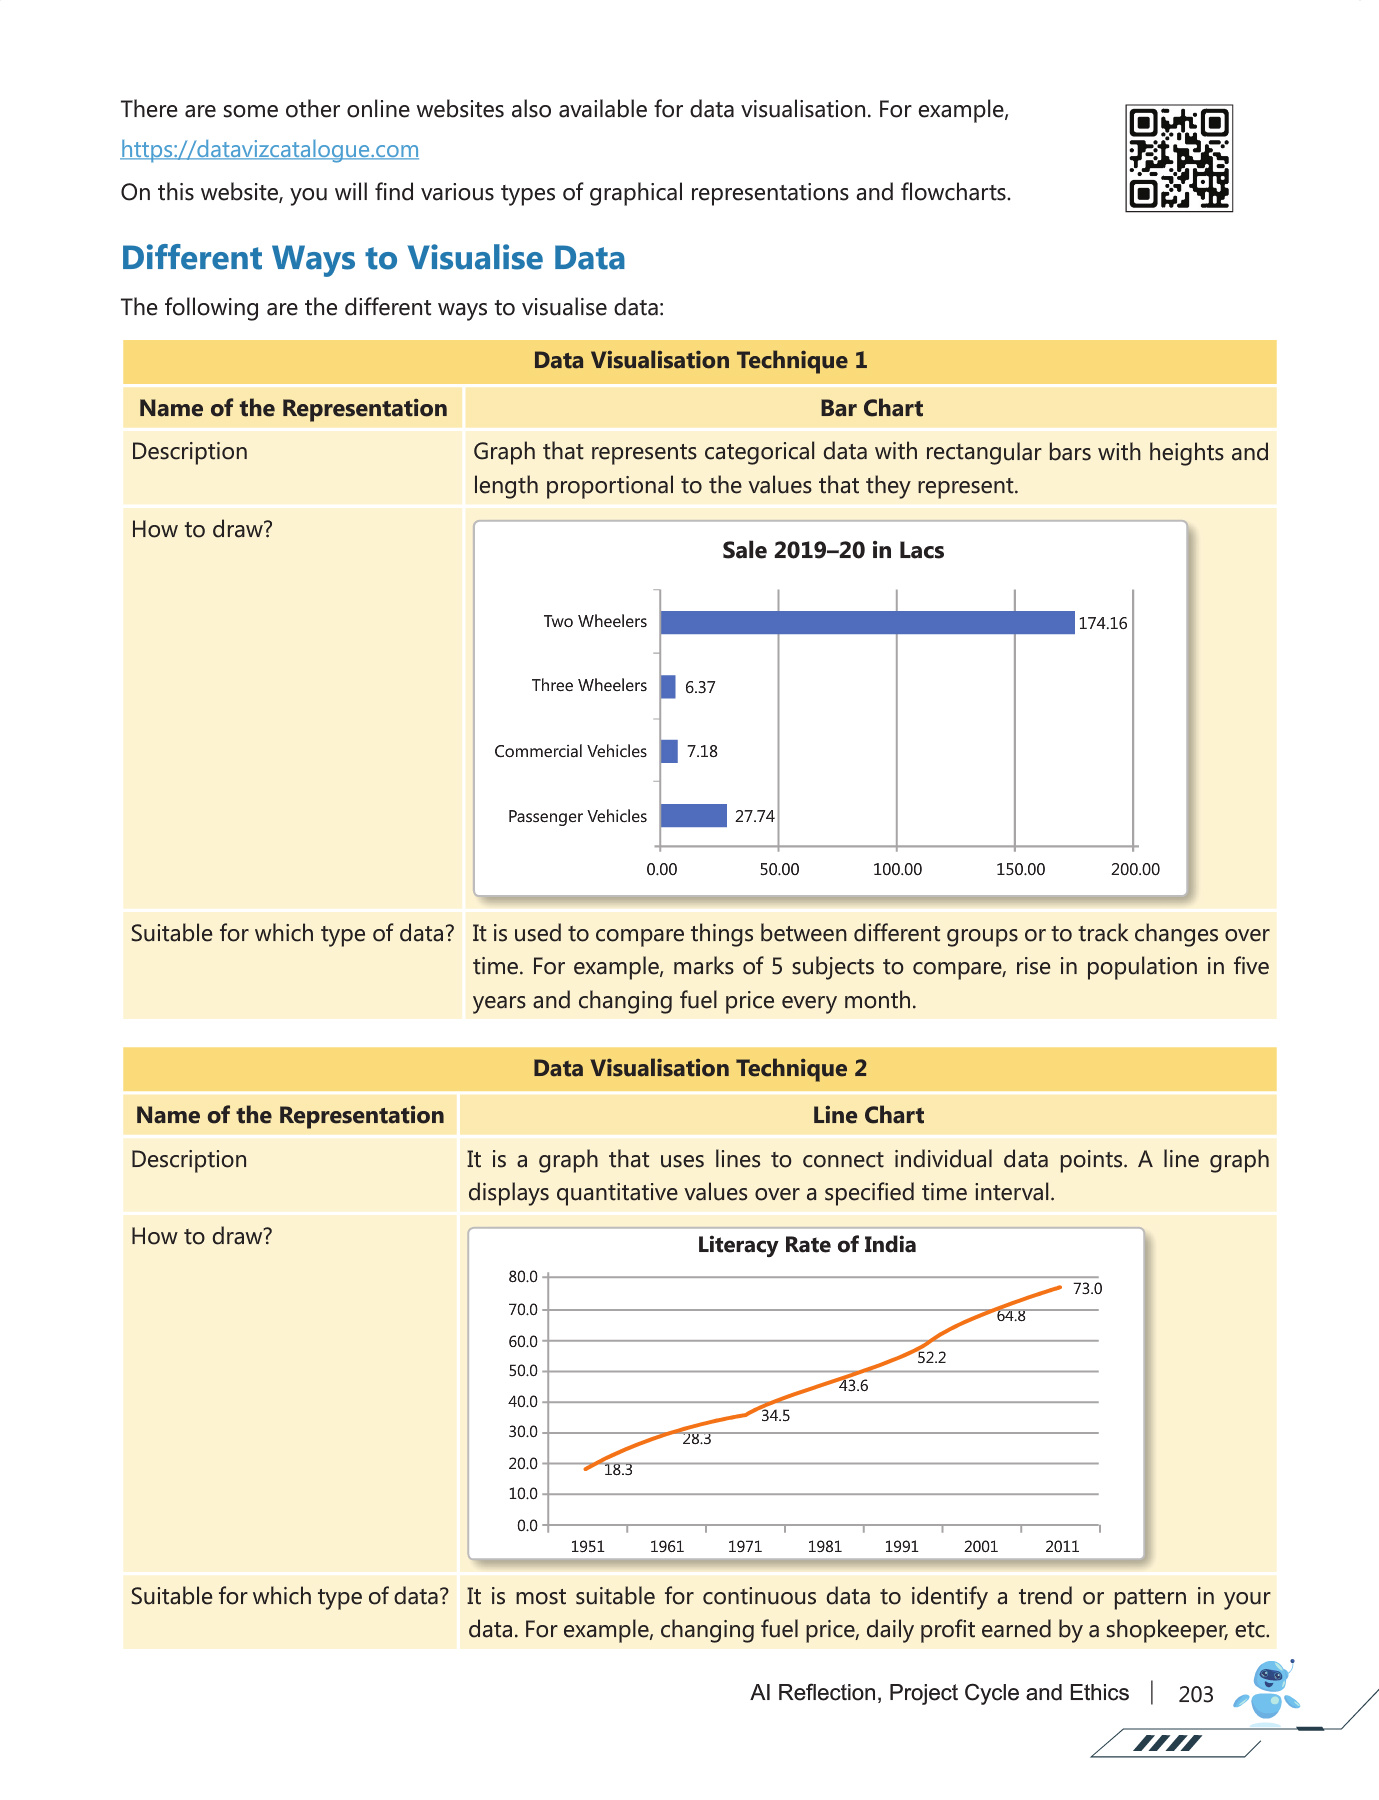 There are some other online websites also available for data visualisation. For example,
https://datavizcatalogue.com
On this website, you will find various types of graphical representations and flowcharts.
Different Ways to Visualise Data
The following are the different ways to visualise data:
Data Visualisation Technique 1
Name of the Representation Bar Chart
Description Graph that represents categorical data with rectangular bars with heights and
length proportional to the values that they represent.
How to draw?
Sale 2019–20 in Lacs
Two Wheelers 174.16
Three Wheelers 6.37
Commercial Vehicles 7.18
Passenger Vehicles 27.74
0.00 50.00 100.00 150.00 200.00
Suitable for which type of data? It is used to compare things between different groups or to track changes over
time. For example, marks of 5 subjects to compare, rise in population in five
years and changing fuel price every month.
Data Visualisation Technique 2
Name of the Representation Line Chart
Description It is a graph that uses lines to connect individual data points. A line graph
displays quantitative values over a specified time interval.
How to draw?
Literacy Rate of India
80.0
73.0
70.0
64.8
60.0
52.2
50.0
43.6
40.0
34.5
30.0
28.3
20.0
18.3
10.0
0.0
1951 1961 1971 1981 1991 2001 2011
Suitable for which type of data? It is most suitable for continuous data to identify a trend or pattern in your
data. For example, changing fuel price, daily profit earned by a shopkeeper, etc.
AI Reflection, Project Cycle and Ethics 203